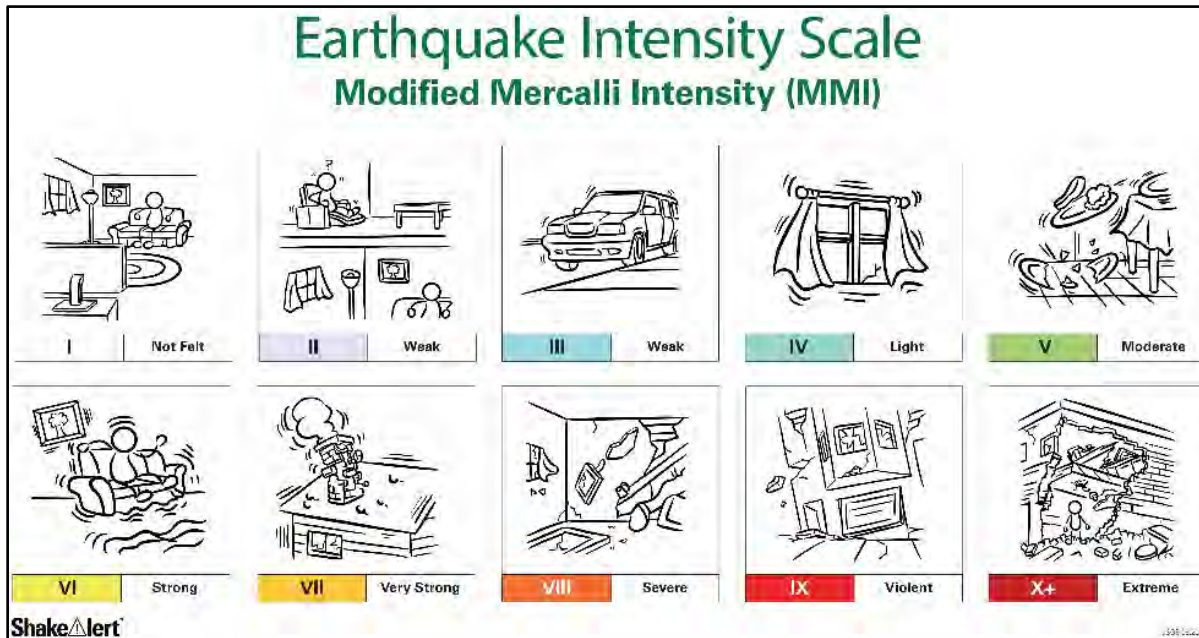 Earthquake Intensity Scale
Modified Mercalli Intensity (MMI)
?
I Not Felt
II Weak
III Weak
IV Light
V Moderate
VI Strong
VII Very Strong
VIII Severe
IX Violent
X+ Extreme
ShakeAlert